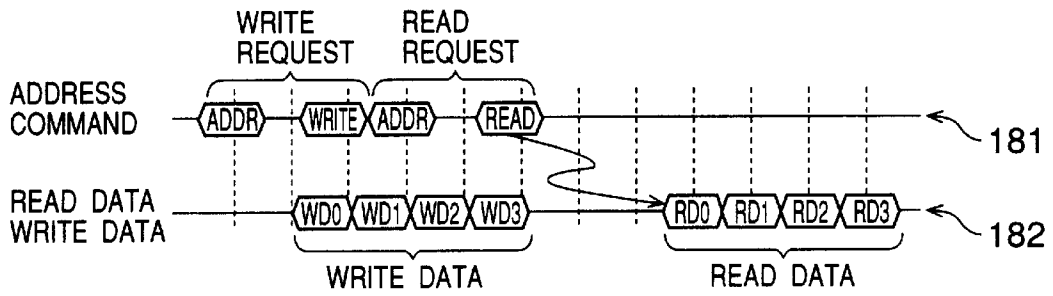 WRITE REQUEST
READ REQUEST
ADDRESS COMMAND
ADDR WRITE ADDR READ
181
READ DATA
WRITE DATA
WD0 WD1 WD2 WD3 RD0 RD1 RD2 RD3
182
WRITE DATA READ DATA